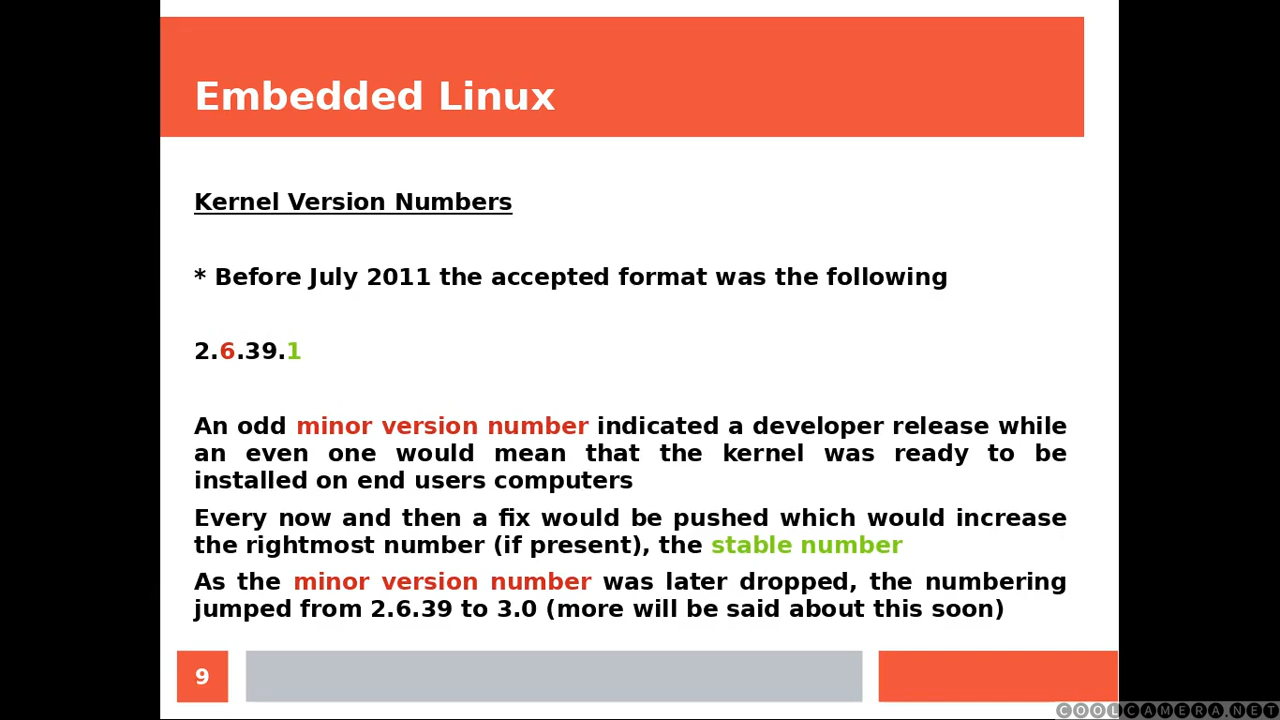 Embedded Linux
Kernel Version Numbers
* Before July 2011 the accepted format was the following
2.6.39.1
An odd minor version number indicated a developer release while
an even one would mean that the kernel was ready to be
installed on end users computers
Every now and then a fix would be pushed which would increase
the rightmost number (if present), the stable number
As the minor version number was later dropped, the numbering
jumped from 2.6.39 to 3.0 (more will be said about this soon)
9
COOLCAMERA.NET